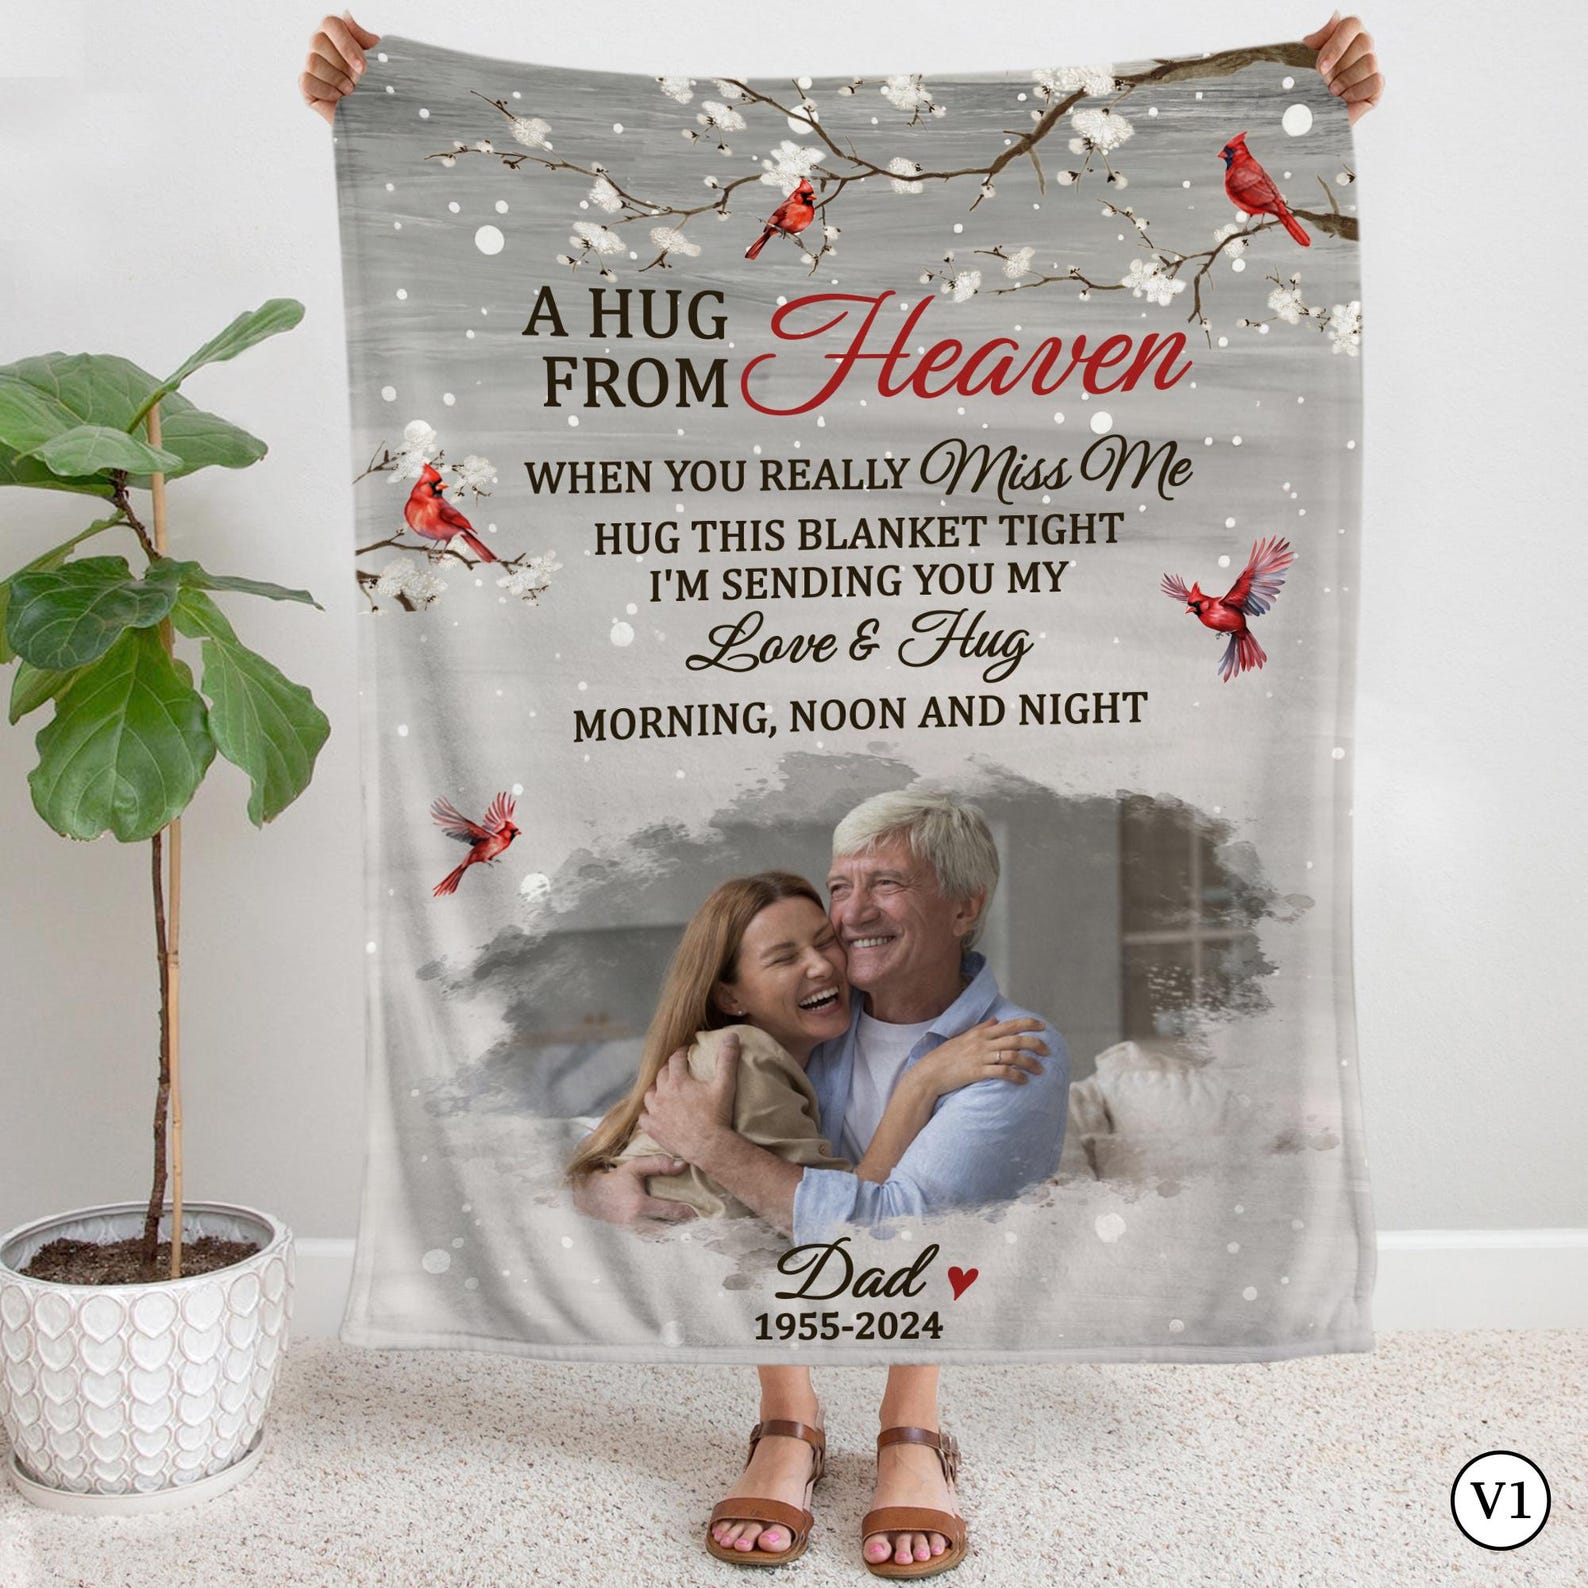 A HUG
FROM Heaven
WHEN YOU REALLY Miss Me
HUG THIS BLANKET TIGHT
I'M SENDING YOU MY
Love & Hug
MORNING, NOON AND NIGHT
Dad
1955-2024
V1